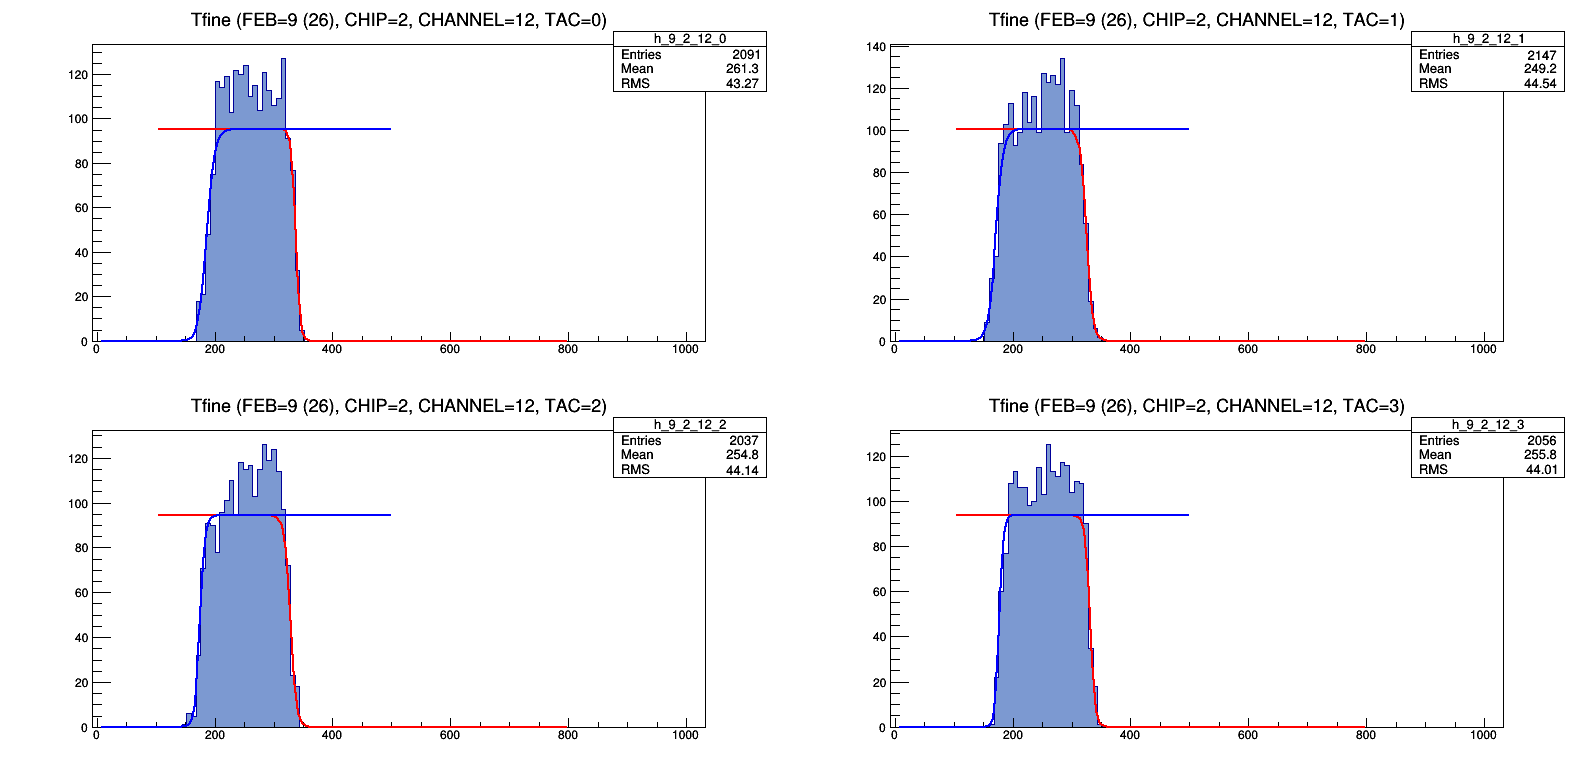 Tfine (FEB=9 (26), CHIP=2, CHANNEL=12, TAC=0)
h_9_2_12_0
Entries 2091
Mean 261.3
RMS 43.27
120
100
80
60
40
20
0
0 200 400 600 800 1000
Tfine (FEB=9 (26), CHIP=2, CHANNEL=12, TAC=1)
h_9_2_12_1
Entries 2147
Mean 249.2
RMS 44.54
140
120
100
80
60
40
20
0
0 200 400 600 800 1000
Tfine (FEB=9 (26), CHIP=2, CHANNEL=12, TAC=2)
h_9_2_12_2
Entries 2037
Mean 254.8
RMS 44.14
120
100
80
60
40
20
0
0 200 400 600 800 1000
Tfine (FEB=9 (26), CHIP=2, CHANNEL=12, TAC=3)
h_9_2_12_3
Entries 2056
Mean 255.8
RMS 44.01
120
100
80
60
40
20
0
0 200 400 600 800 1000